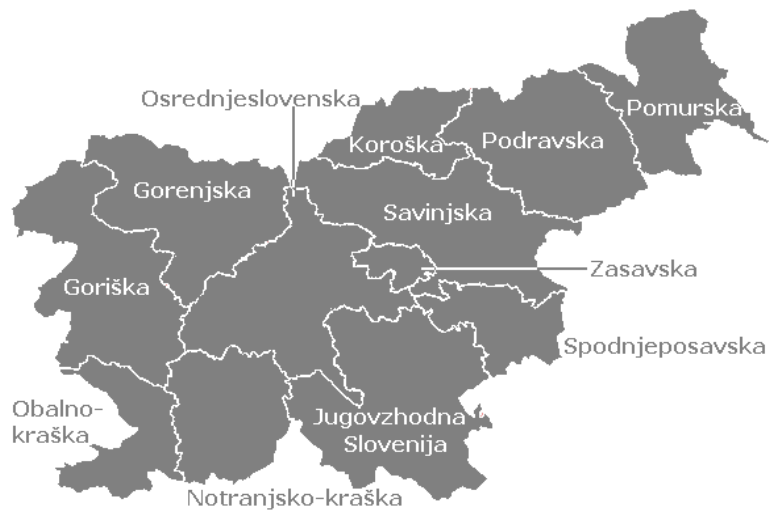 Pomurska
Osrednjeslovenska
Koroška
Podravska
Gorenjska
Savinjska
Zasavska
Goriška
Spodnjeposavska
Obalno-
kraška
Jugovzhodna
Slovenija
Notranjsko-kraška